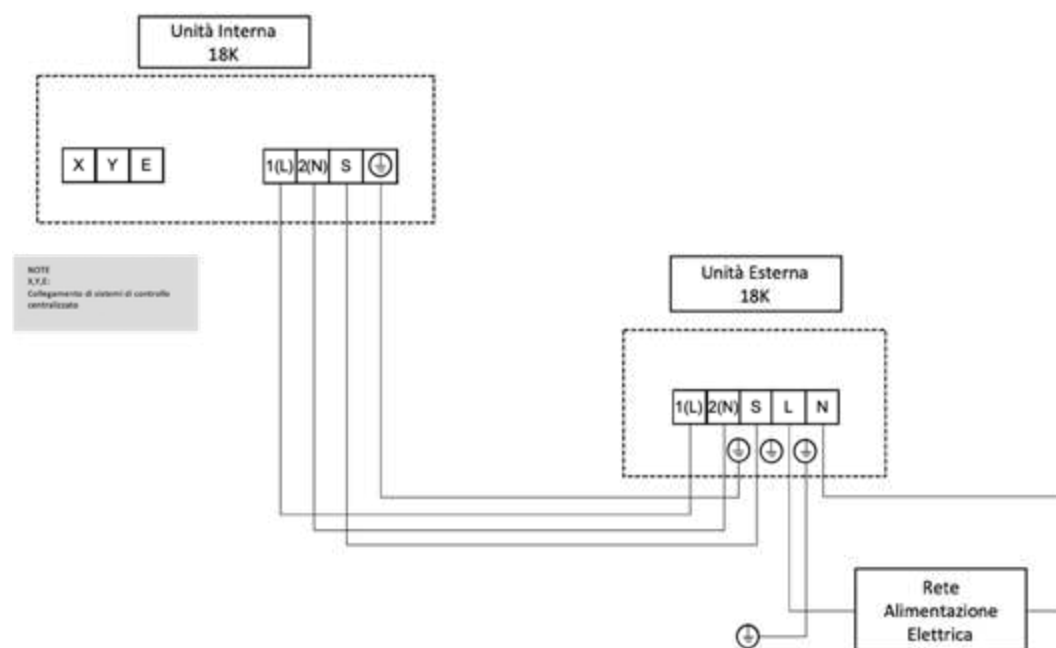 Unità Interna
18K
X Y E
1(L) 2(N) S
NOTE
X,Y,E:
Collegamento di sistemi di controllo
centralizzato
Unità Esterna
18K
1(L) 2(N) S L N
Rete
Alimentazione
Elettrica